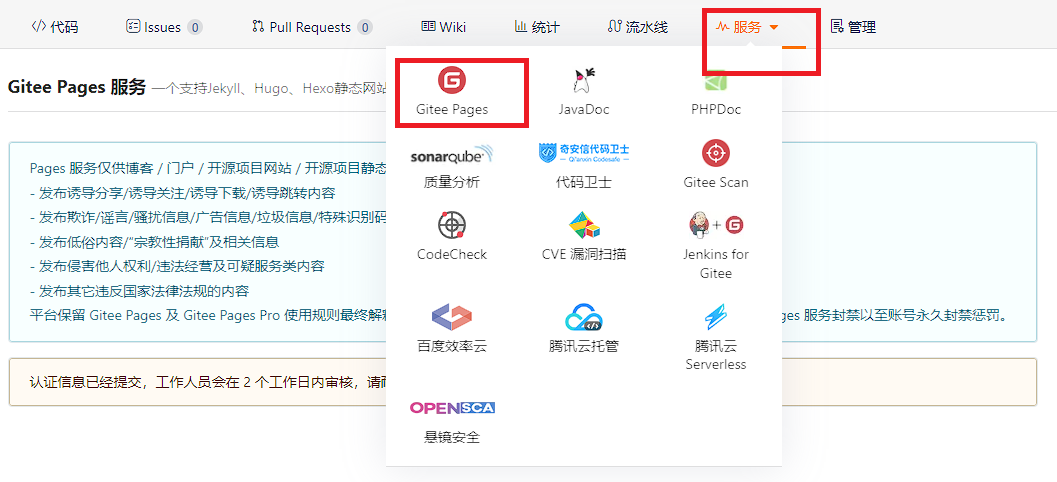 代码
Issues 0
Pull Requests 0
Wiki
统计
流水线
服务
管理
Gitee Pages 服务 一个支持Jekyll、Hugo、Hexo静态网站
Pages 服务仅供博客 / 门户 / 开源项目网站 / 开源项目静态
- 发布诱导分享/诱导关注/诱导下载/诱导跳转内容
- 发布欺诈/谣言/骚扰信息/广告信息/垃圾信息/特殊识别码
- 发布低俗内容/“宗教性捐献”及相关信息
- 发布侵害他人权利/违法经营及可疑服务类内容
- 发布其它违反国家法律法规的内容
平台保留 Gitee Pages 及 Gitee Pages Pro 使用规则最终解释
ges 服务封禁以至账号永久封禁惩罚。
认证信息已经提交，工作人员会在 2 个工作日内审核，请
Gitee Pages
JavaDoc
PHPDoc
sonarqube
质量分析
奇安信代码卫士
Qi'anxin Codesafe
代码卫士
Gitee Scan
CodeCheck
CVE 漏洞扫描
Jenkins for
Gitee
百度效率云
腾讯云托管
腾讯云
Serverless
OPENSCA
悬镜安全